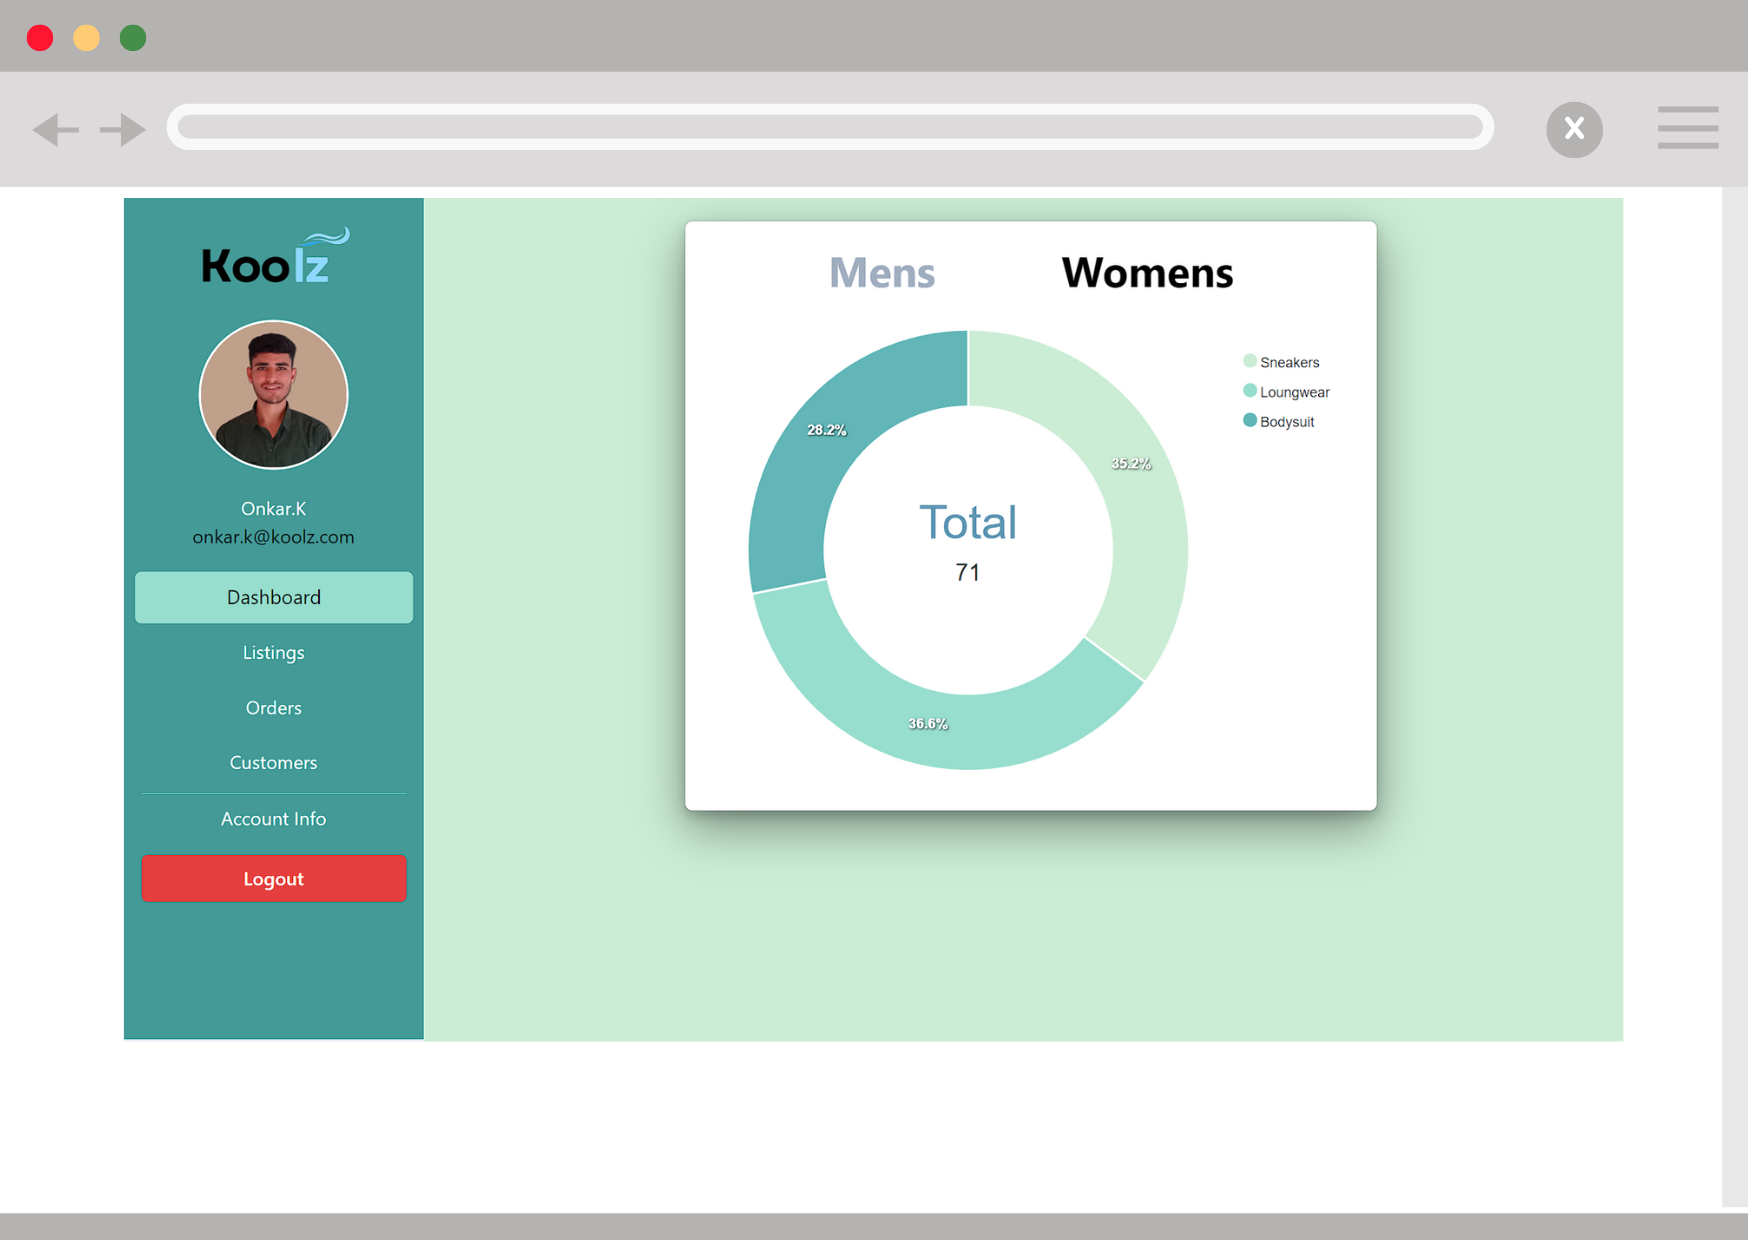 Koolz
Onkar.K
onkar.k@koolz.com
Dashboard
Listings
Orders
Customers
Account Info
Logout
Mens Womens
Sneakers
Loungwear
Bodysuit
28.2%
35.2%
Total
71
36.6%
X